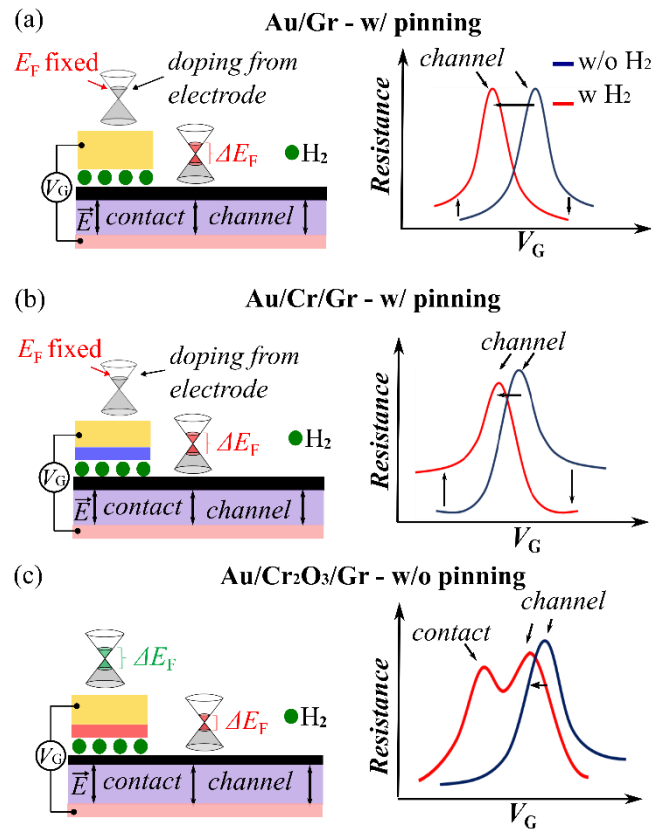 (a) Au/Gr - w/ pinning
E_F fixed
doping from
electrode
ΔE_F
H₂
V_G
E⃗ contact channel
channel
w/o H₂
w H₂
Resistance
V_G
(b) Au/Cr/Gr - w/ pinning
E_F fixed
doping from
electrode
ΔE_F
H₂
V_G
E⃗ contact channel
channel
Resistance
V_G
(c) Au/Cr₂O₃/Gr - w/o pinning
ΔE_F
ΔE_F
H₂
V_G
E⃗ contact channel
channel
contact
Resistance
V_G